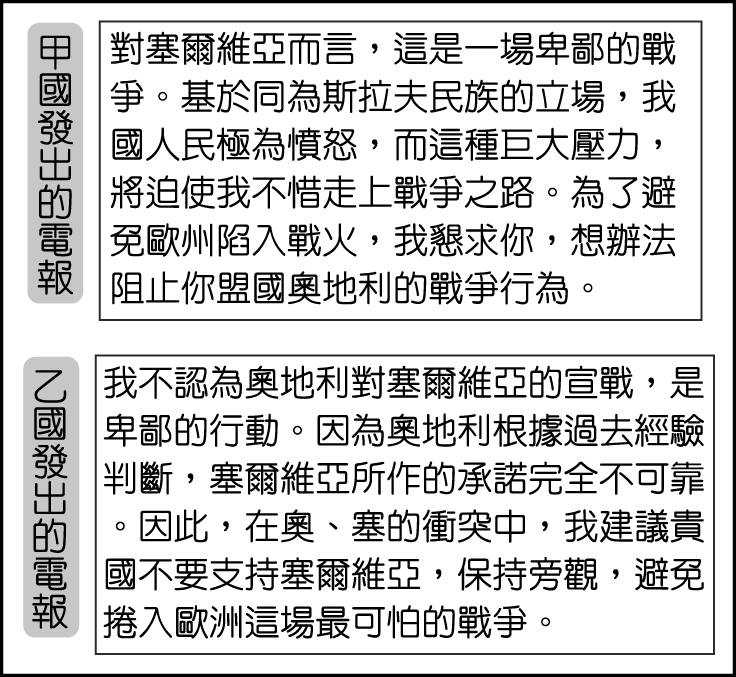 甲國發出的電報
對塞爾維亞而言，這是一場卑鄙的戰
爭。基於同為斯拉夫民族的立場，我
國人民極為憤怒，而這種巨大壓力，
將迫使我不惜走上戰爭之路。為了避
免歐州陷入戰火，我懇求你，想辦法
阻止你盟國奧地利的戰爭行為。
乙國發出的電報
我不認為奧地利對塞爾維亞的宣戰，是
卑鄙的行動。因為奧地利根據過去經驗
判斷，塞爾維亞所作的承諾完全不可靠
。因此，在奧、塞的衝突中，我建議貴
國不要支持塞爾維亞，保持旁觀，避免
捲入歐洲這場最可怕的戰爭。